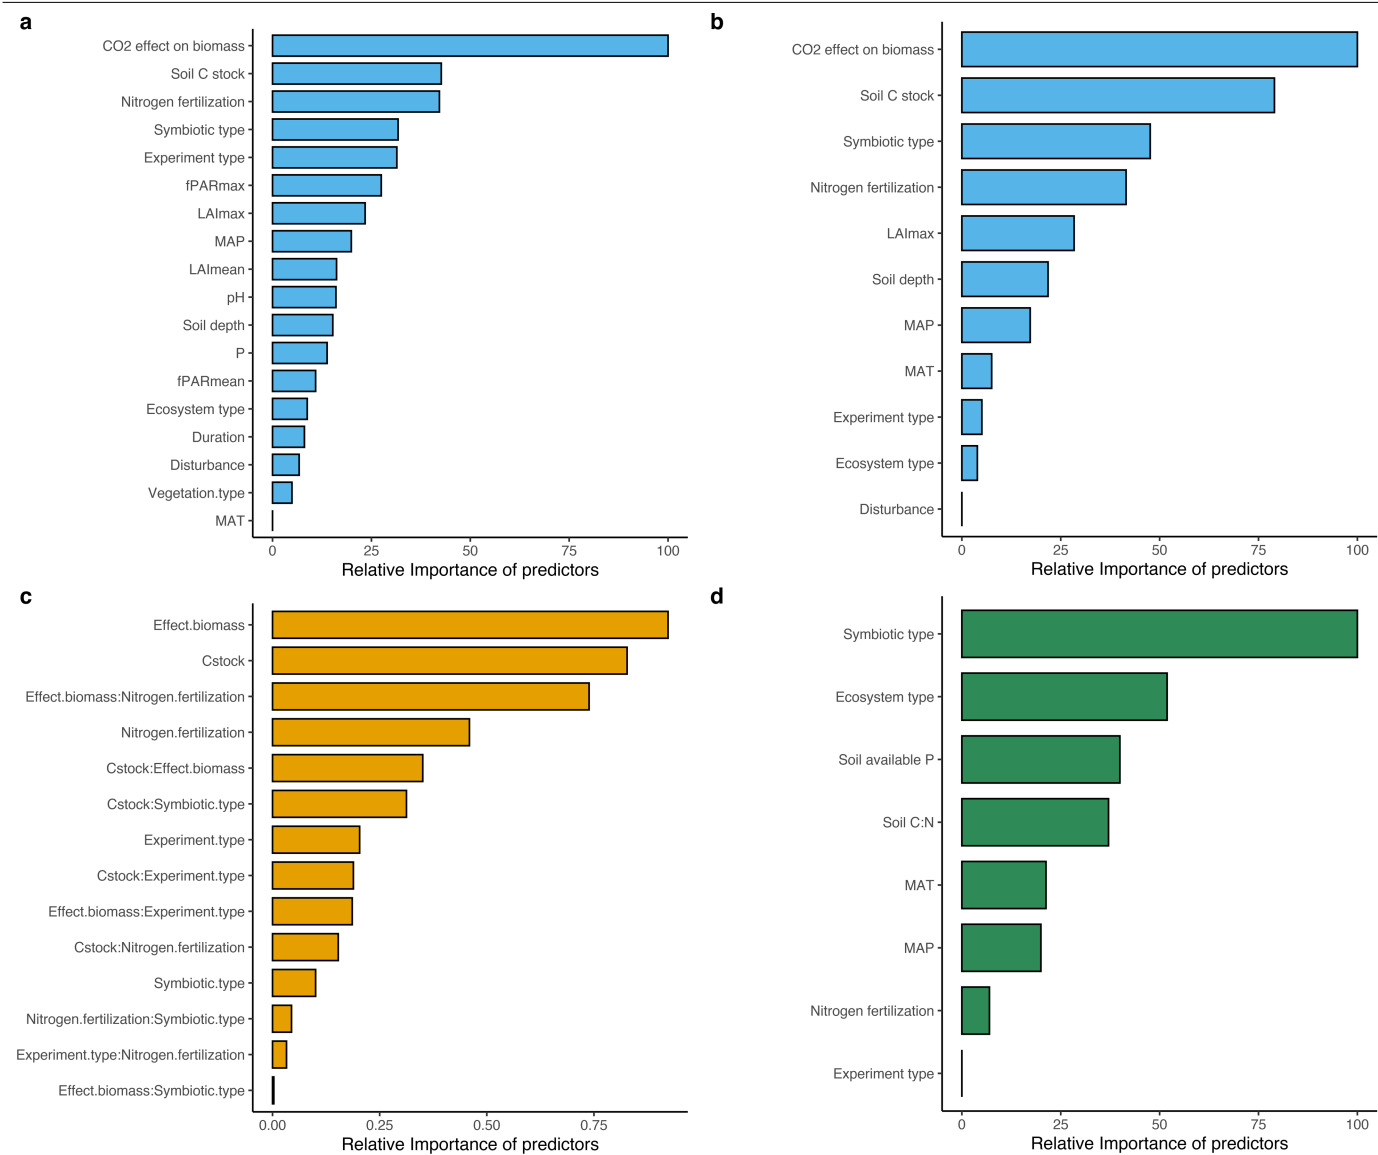 a
CO2 effect on biomass
Soil C stock
Nitrogen fertilization
Symbiotic type
Experiment type
fPARmax
LAImax
MAP
LAImean
pH
Soil depth
P
fPARmean
Ecosystem type
Duration
Disturbance
Vegetation.type
MAT
0 25 50 75 100
Relative Importance of predictors
b
CO2 effect on biomass
Soil C stock
Symbiotic type
Nitrogen fertilization
LAImax
Soil depth
MAP
MAT
Experiment type
Ecosystem type
Disturbance
0 25 50 75 100
Relative Importance of predictors
c
Effect.biomass
Cstock
Effect.biomass:Nitrogen.fertilization
Nitrogen.fertilization
Cstock:Effect.biomass
Cstock:Symbiotic.type
Experiment.type
Cstock:Experiment.type
Effect.biomass:Experiment.type
Cstock:Nitrogen.fertilization
Symbiotic.type
Nitrogen.fertilization:Symbiotic.type
Experiment.type:Nitrogen.fertilization
Effect.biomass:Symbiotic.type
0.00 0.25 0.50 0.75
Relative Importance of predictors
d
Symbiotic type
Ecosystem type
Soil available P
Soil C:N
MAT
MAP
Nitrogen fertilization
Experiment type
0 25 50 75 100
Relative Importance of predictors